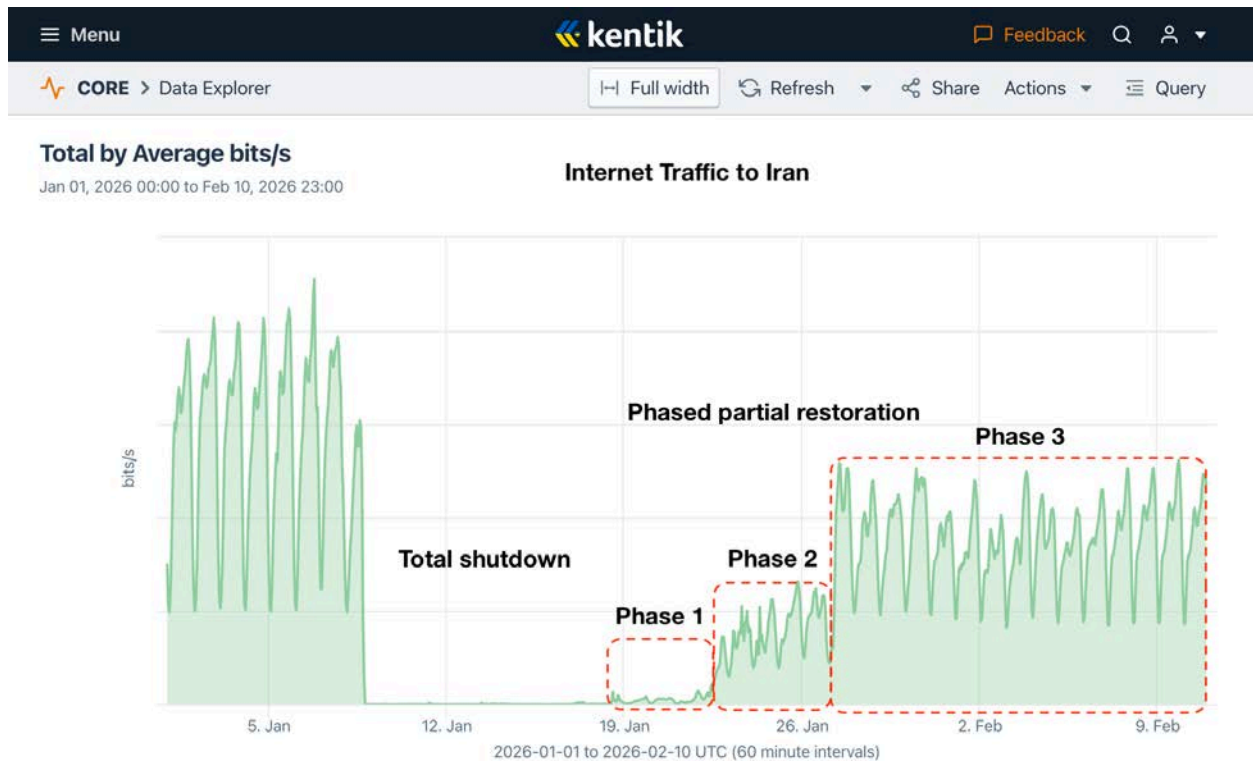 Menu
kentik
Feedback
CORE > Data Explorer
Full width
Refresh
Share
Actions
Query
Total by Average bits/s
Jan 01, 2026 00:00 to Feb 10, 2026 23:00
Internet Traffic to Iran
Phased partial restoration
Phase 3
bits/s
Total shutdown
Phase 2
Phase 1
5. Jan
12. Jan
19. Jan
26. Jan
2. Feb
9. Feb
2026-01-01 to 2026-02-10 UTC (60 minute intervals)